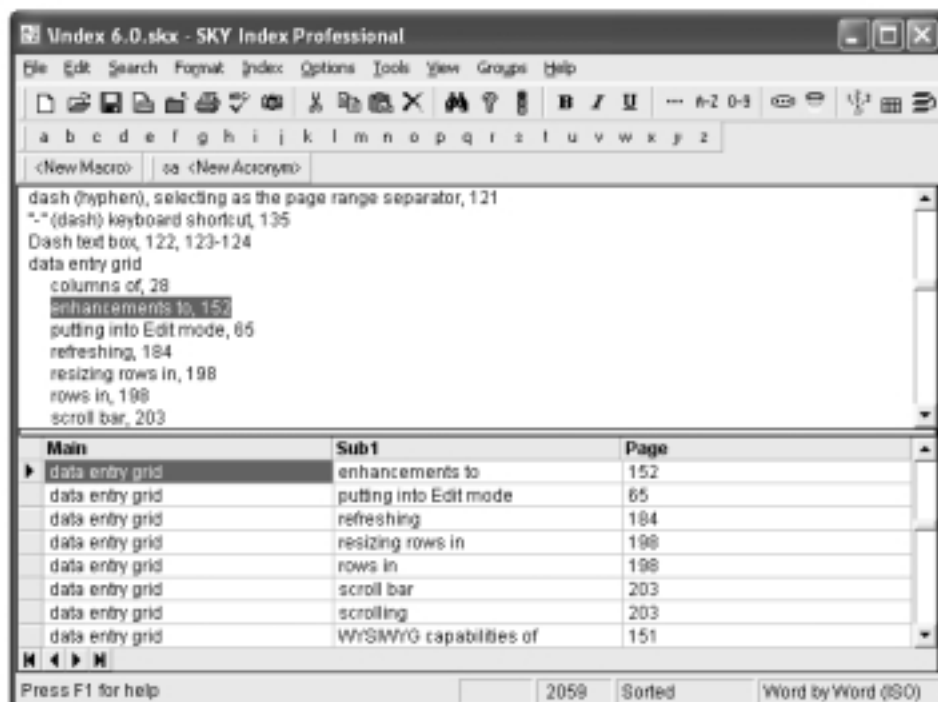 \Index 6.0.skx - SKY Index Professional
File Edit Search Format Index Options Tools View Groups Help
B I U A-Z 0-9
a b c d e f g h i j k l m n o p q r s t u v w x y z
<New Macro> sa <New Acronym>
dash (hyphen), selecting as the page range separator, 121
"-" (dash) keyboard shortcut, 135
Dash text box, 122, 123-124
data entry grid
columns of, 28
enhancements to, 152
putting into Edit mode, 65
refreshing, 184
resizing rows in, 198
rows in, 198
scroll bar, 203
Main Sub1 Page
data entry grid enhancements to 152
data entry grid putting into Edit mode 65
data entry grid refreshing 184
data entry grid resizing rows in 198
data entry grid rows in 198
data entry grid scroll bar 203
data entry grid scrolling 203
data entry grid WYSIWYG capabilities of 151
Press F1 for help 2059 Sorted Word by Word (ISO)